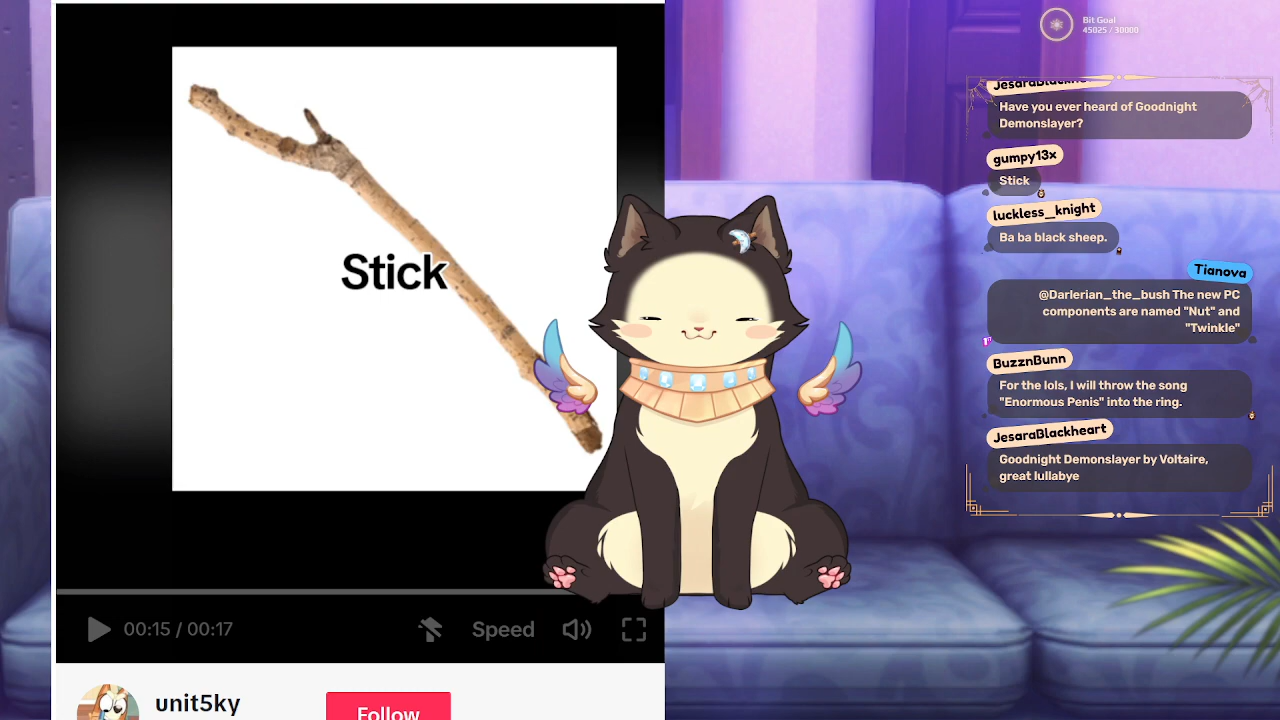 Stick
00:15 / 00:17
Speed
unit5ky
Follow
Bit Goal
45025 / 30000
JesaraBlackheart
Have you ever heard of Goodnight
Demonslayer?
gumpy13x
Stick
luckless__knight
Ba ba black sheep.
Tianova
@Darlerian_the_bush The new PC
components are named "Nut" and
"Twinkle"
BuzznBunn
For the lols, I will throw the song
"Enormous Penis" into the ring.
JesaraBlackheart
Goodnight Demonslayer by Voltaire,
great lullabye